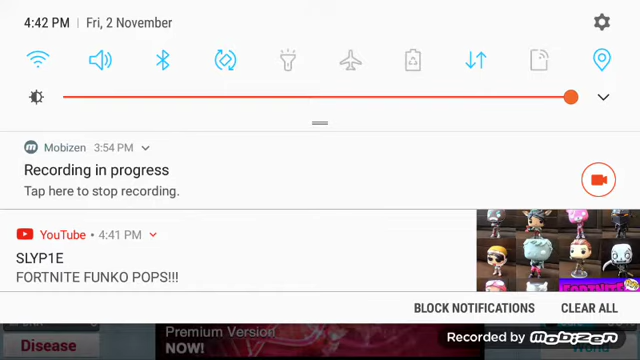 4:42 PM | Fri, 2 November
Mobizen 3:54 PM
Recording in progress
Tap here to stop recording.
YouTube • 4:41 PM
SLYP1E
FORTNITE FUNKO POPS!!!
BLOCK NOTIFICATIONS CLEAR ALL
Premium Version
NOW!
Disease
Recorded by mobizen